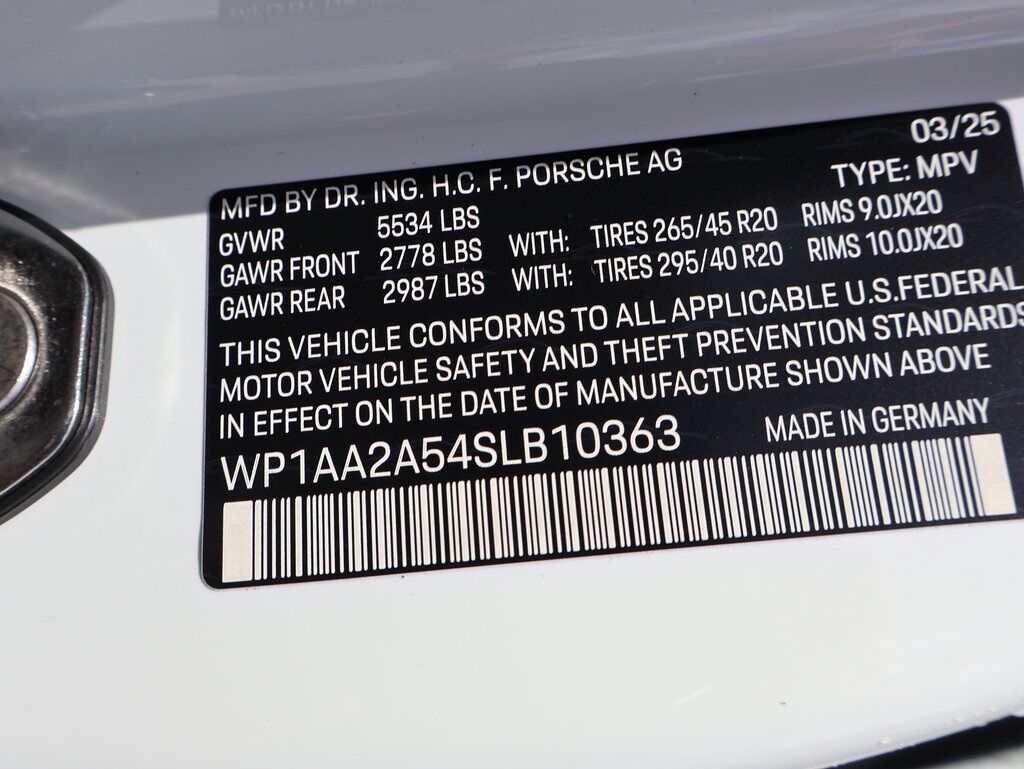 03/25
MFD BY DR. ING. H.C. F. PORSCHE AG TYPE: MPV
GVWR 5534 LBS
GAWR FRONT 2778 LBS WITH: TIRES 265/45 R20 RIMS 9.0JX20
GAWR REAR 2987 LBS WITH: TIRES 295/40 R20 RIMS 10.0JX20
THIS VEHICLE CONFORMS TO ALL APPLICABLE U.S.FEDERAL
MOTOR VEHICLE SAFETY AND THEFT PREVENTION STANDARDS
IN EFFECT ON THE DATE OF MANUFACTURE SHOWN ABOVE
WP1AA2A54SLB10363 MADE IN GERMANY